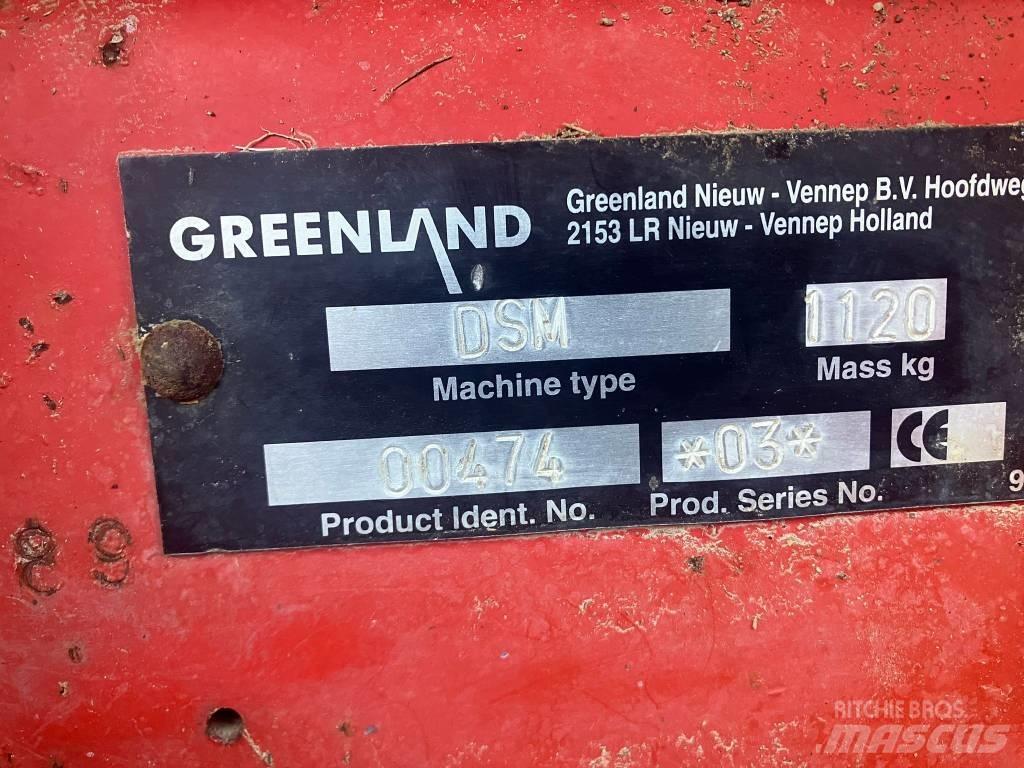 GREENLAND
Greenland Nieuw - Vennep B.V. Hoofdweg
2153 LR Nieuw - Vennep Holland
DSM
Machine type
1120
Mass kg
00474
Product Ident. No.
*03*
Prod. Series No.
CE
9
89
RITCHIE BROS.
mascus